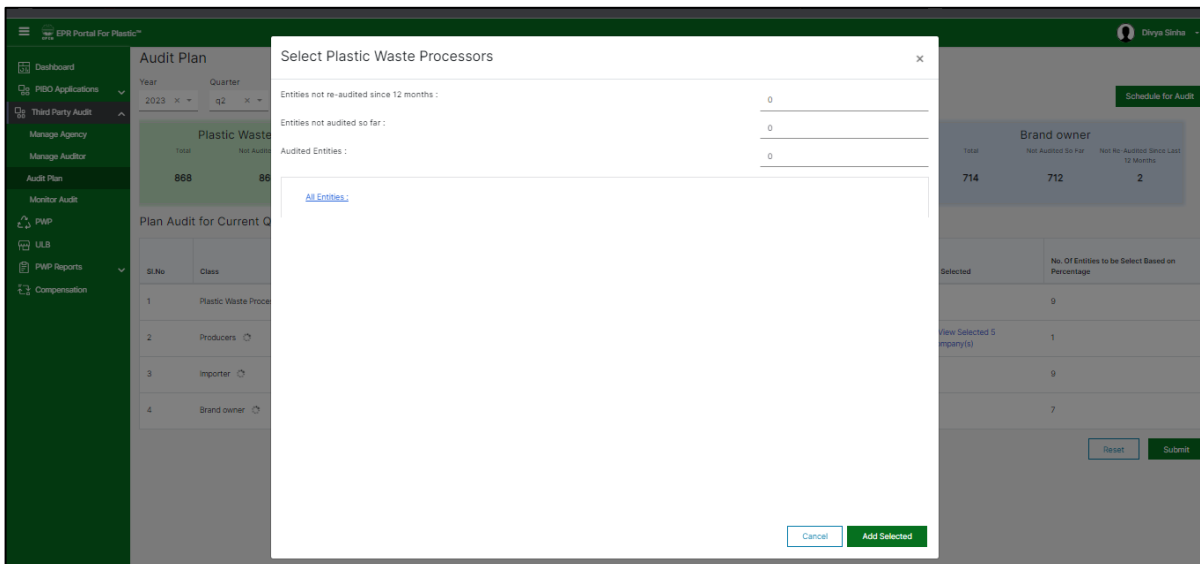 EPR Portal For Plastic™
Divya Sinha
Dashboard
PIBO Applications
Third Party Audit
Manage Agency
Manage Auditor
Audit Plan
Monitor Audit
PWP
ULB
PWP Reports
Compensation
Audit Plan
Year Quarter
2023 × q2 ×
Schedule for Audit
Plastic Waste
Total Not Audite
868 86
Brand owner
Total Not Audited So Far Not Re-Audited Since Last
12 Months
714 712 2
Plan Audit for Current Q
Sl.No Class Selected No. Of Entities to be Select Based on
Percentage
1 Plastic Waste Proces 9
2 Producers View Selected 5
ompany(s) 1
3 Importer 9
4 Brand owner 7
Reset Submit
Select Plastic Waste Processors ×
Entities not re-audited since 12 months : 0
Entities not audited so far : 0
Audited Entities : 0
All Entities :
Cancel Add Selected